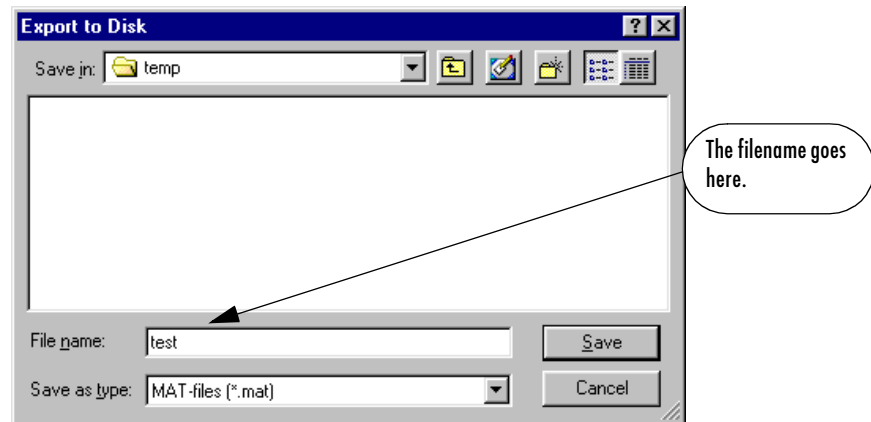 Export to Disk
Save in: temp
The filename goes
here.
File name: test
Save
Save as type: MAT-files (*.mat)
Cancel